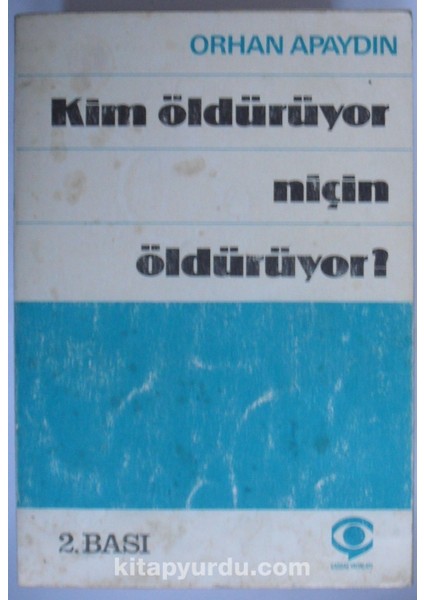 ORHAN APAYDIN
Kim öldürüyor
niçin
öldürüyor?
2. BASI
kitapyurdu.com